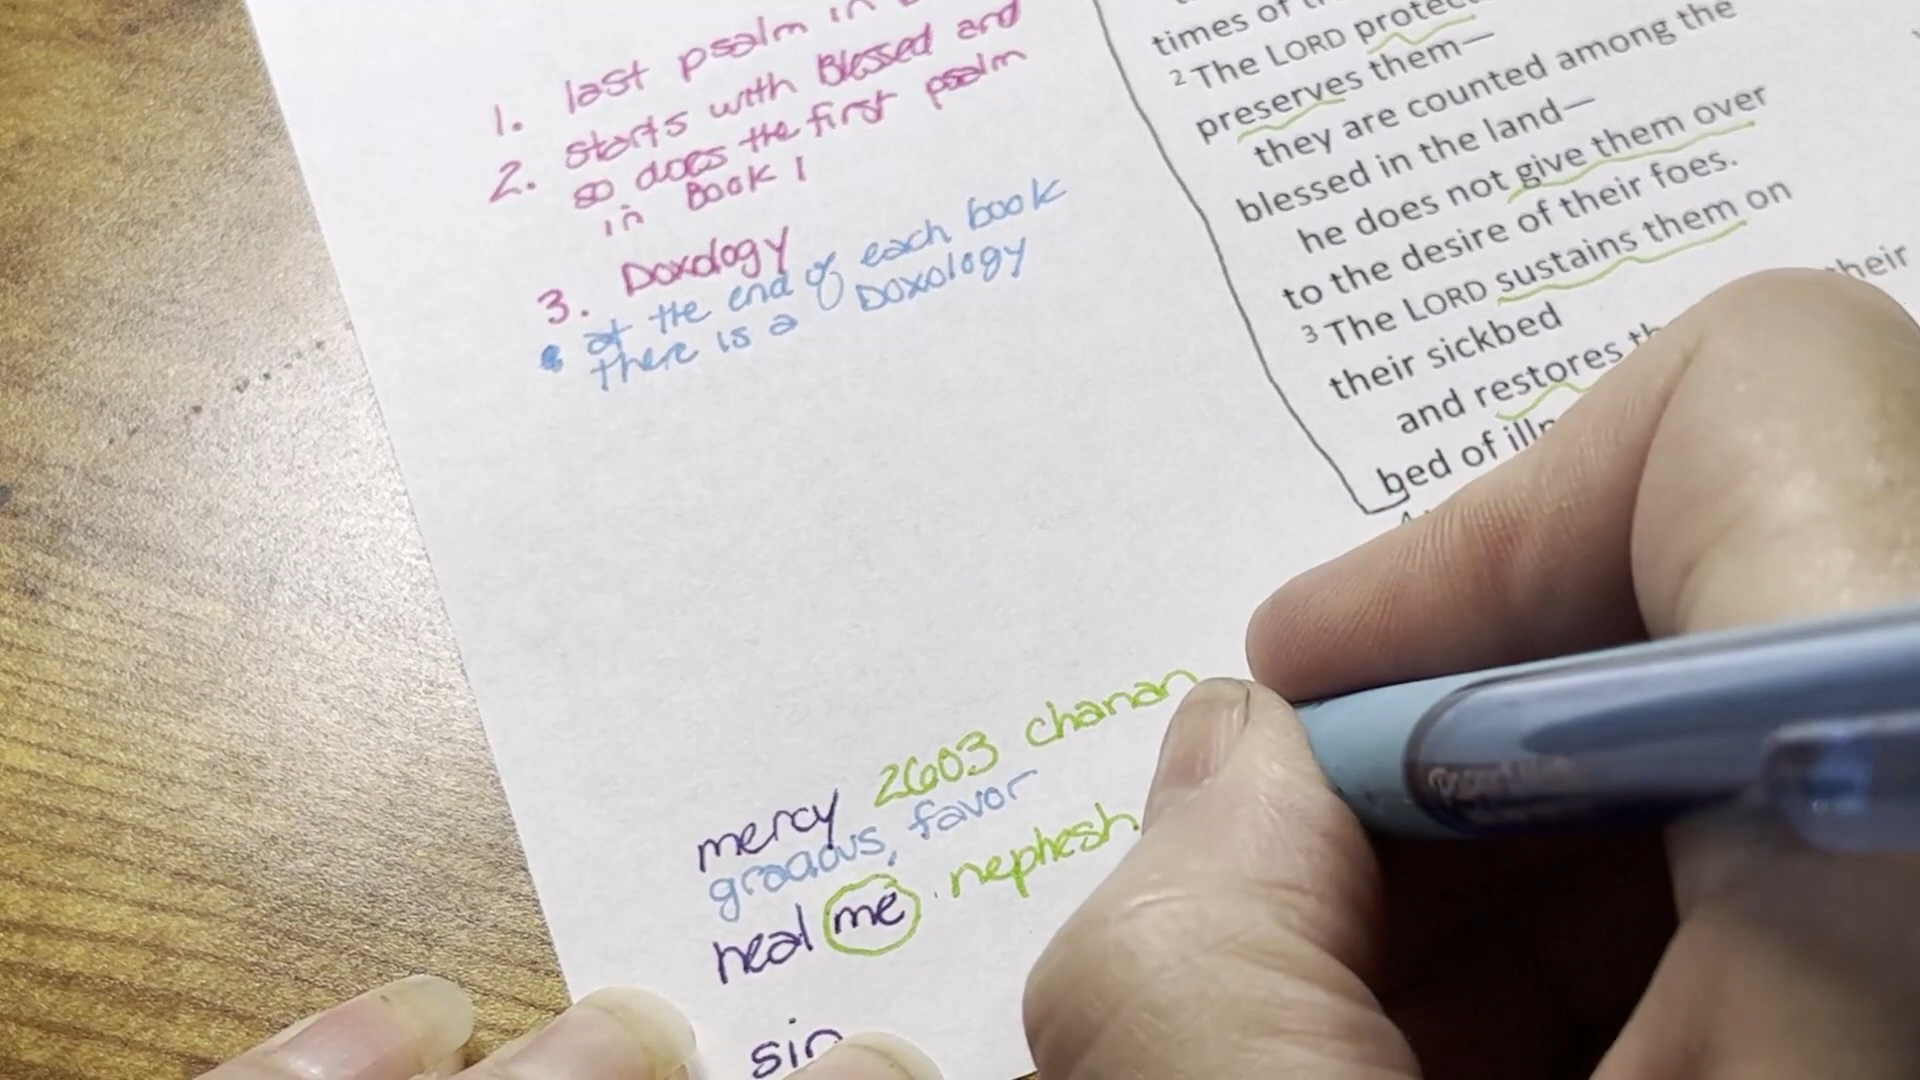 1. last psalm in
2. starts with Blessed and
so does the first psalm
in Book 1
3. Doxology
• at the end of each book
there is a Doxology
mercy 2603 chanan
gracious, favor
heal me. nephesh
sin
times of
2 The LORD protec
preserves them—
they are counted among the
blessed in the land—
he does not give them over
to the desire of their foes.
3 The LORD sustains them on
their sickbed
and restores th
bed of illn
their